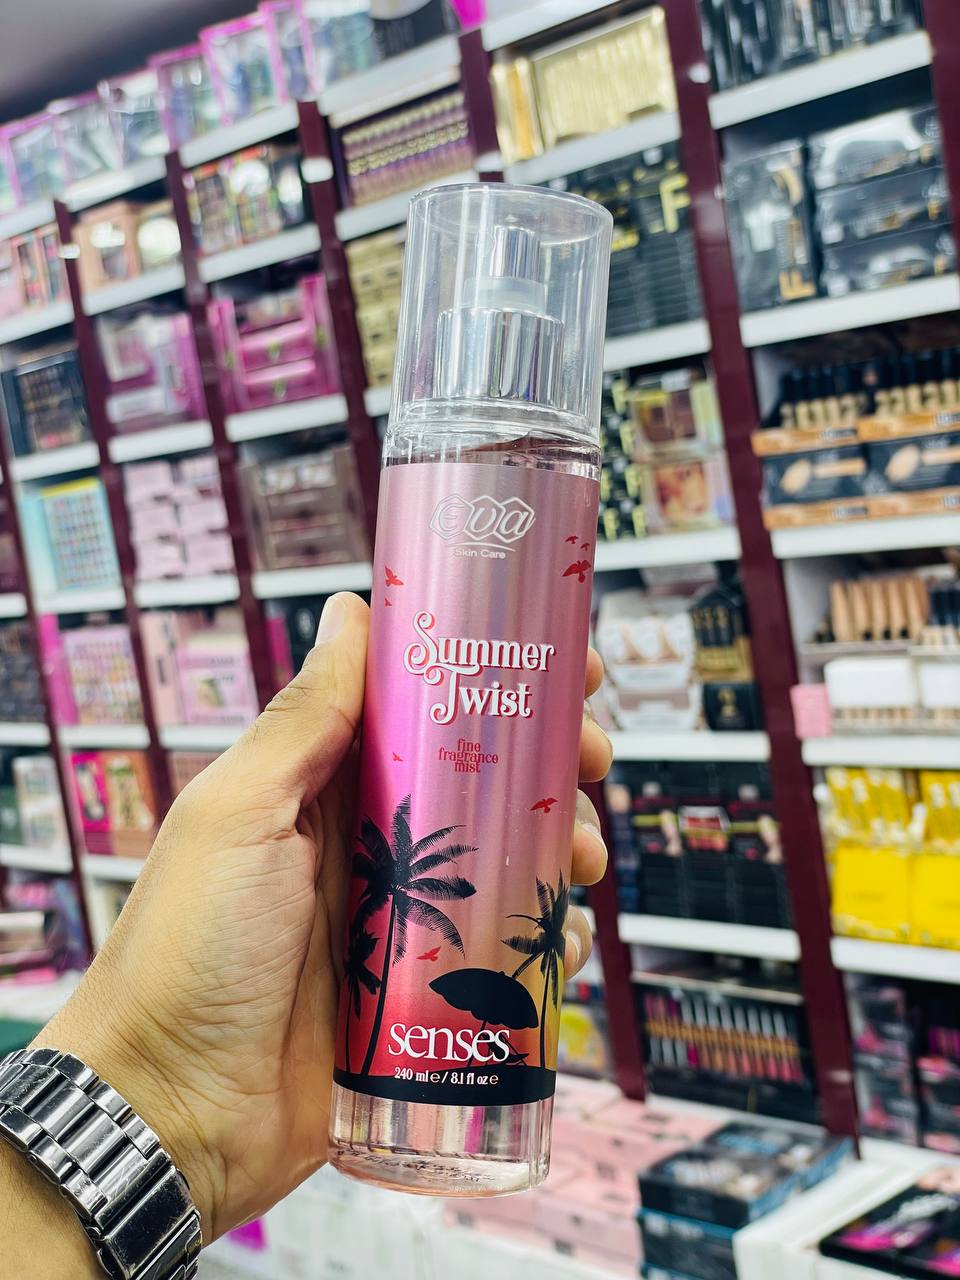 eva
Skin Care
Summer
Twist
fine
fragrance
mist
senses
240 ml e / 8.1 fl oz e